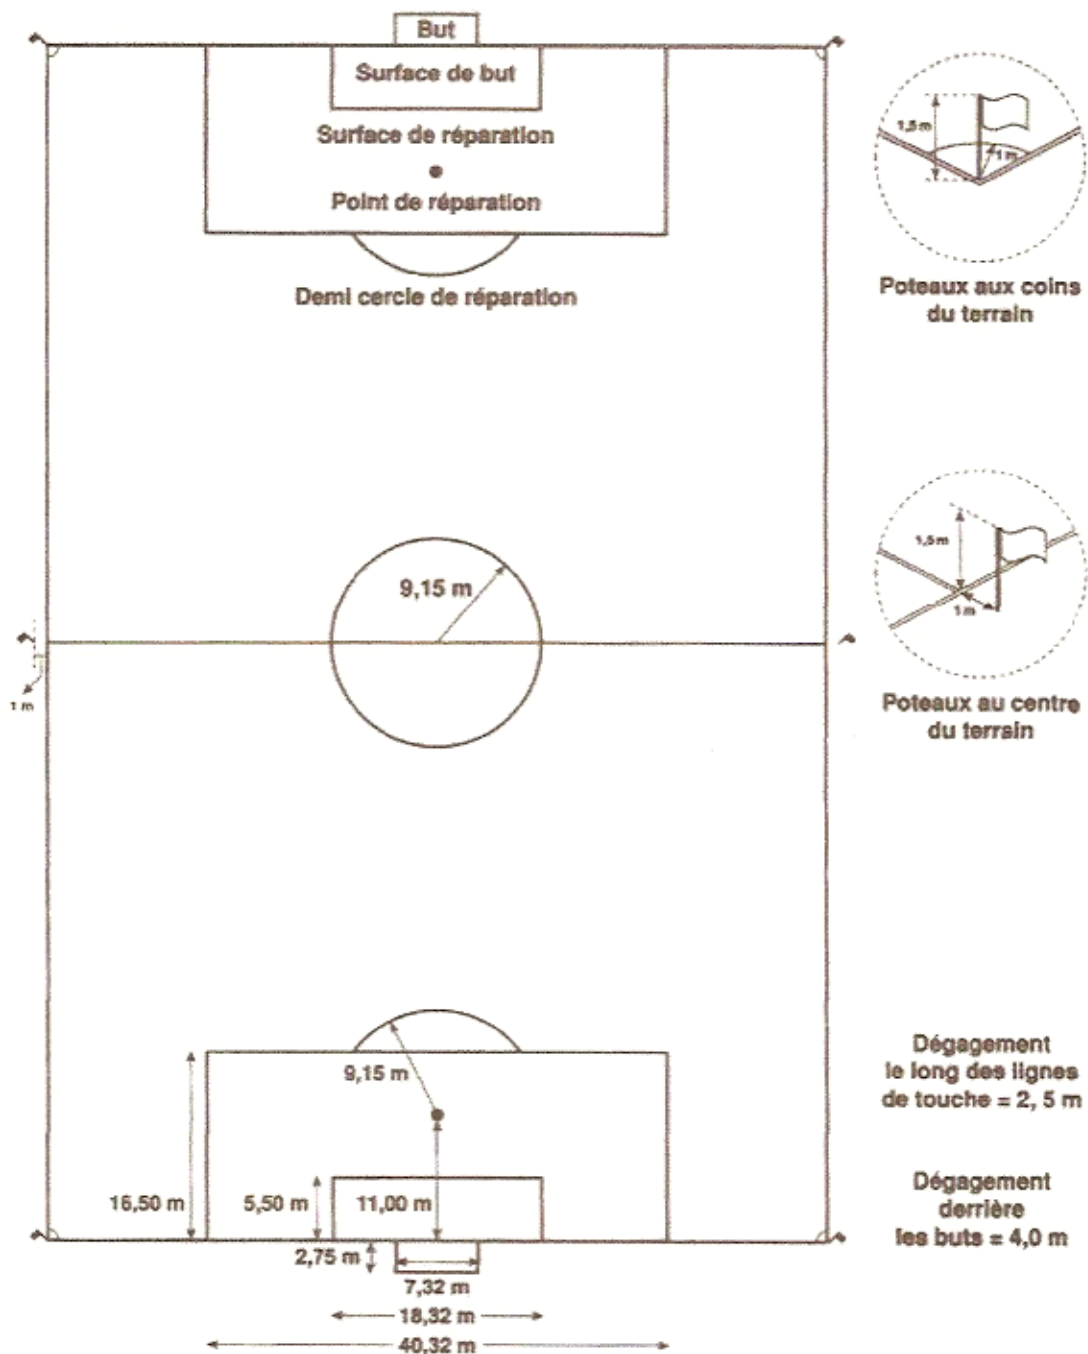 But
Surface de but
Surface de réparation
Point de réparation
Demi cercle de réparation
1,5 m
1 m
Poteaux aux coins
du terrain
9,15 m
1 m
1,5 m
1 m
Poteaux au centre
du terrain
9,15 m
Dégagement
le long des lignes
de touche = 2, 5 m
16,50 m
5,50 m
11,00 m
Dégagement
derrière
les buts = 4,0 m
2,75 m
7,32 m
18,32 m
40,32 m